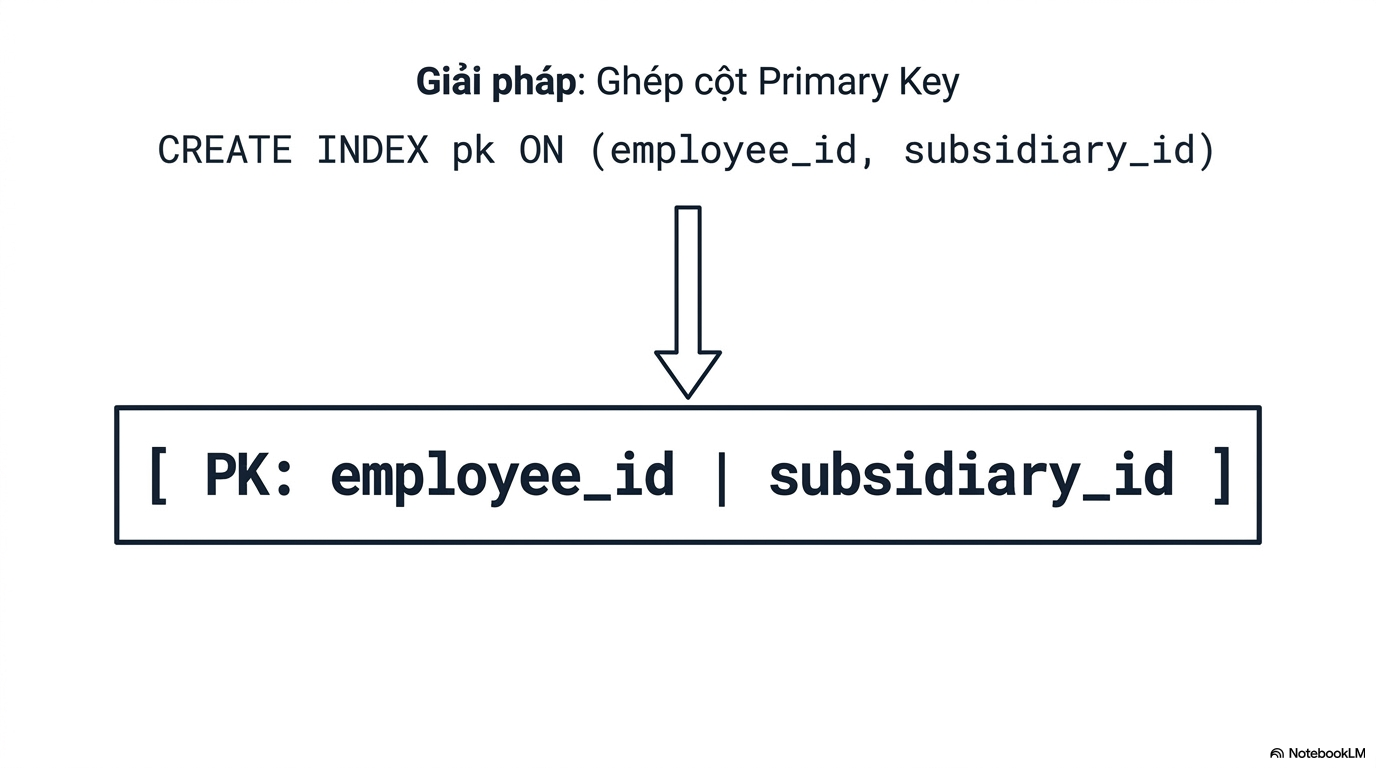 Giải pháp: Ghép cột Primary Key
CREATE INDEX pk ON (employee_id, subsidiary_id)
[ PK: employee_id | subsidiary_id ]
NotebookLM